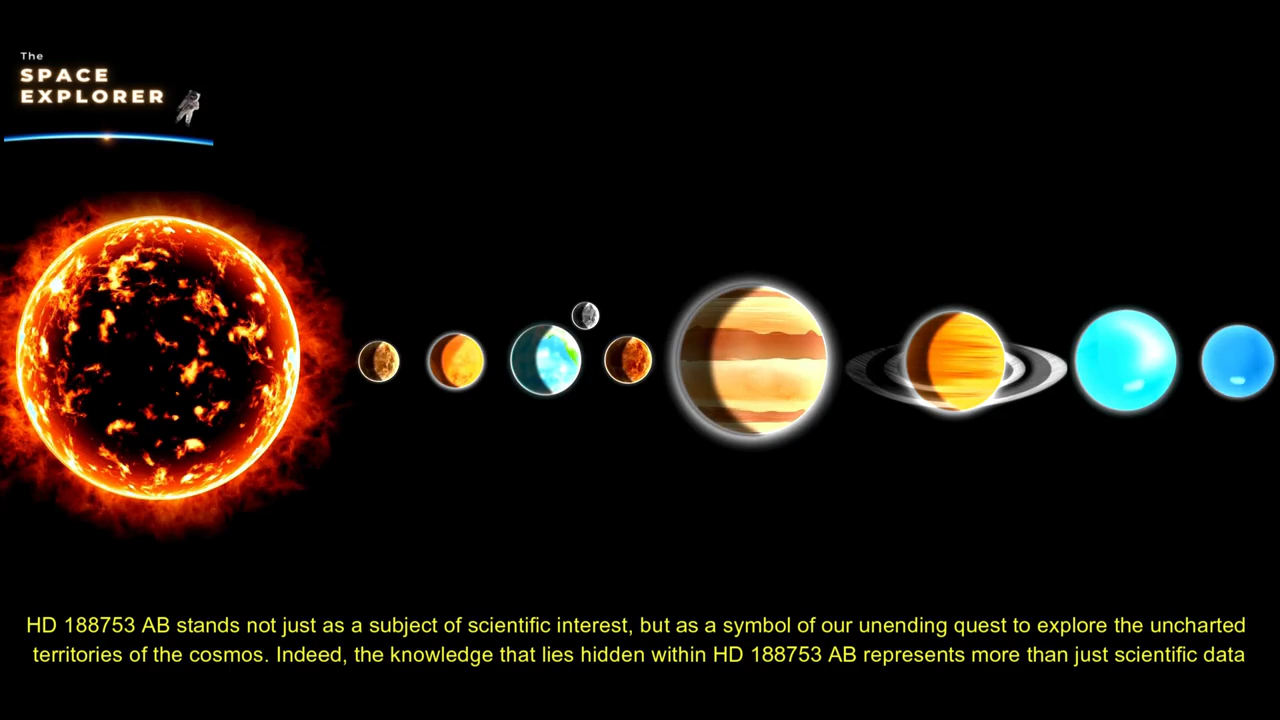 The
SPACE
EXPLORER
HD 188753 AB stands not just as a subject of scientific interest, but as a symbol of our unending quest to explore the uncharted
territories of the cosmos. Indeed, the knowledge that lies hidden within HD 188753 AB represents more than just scientific data